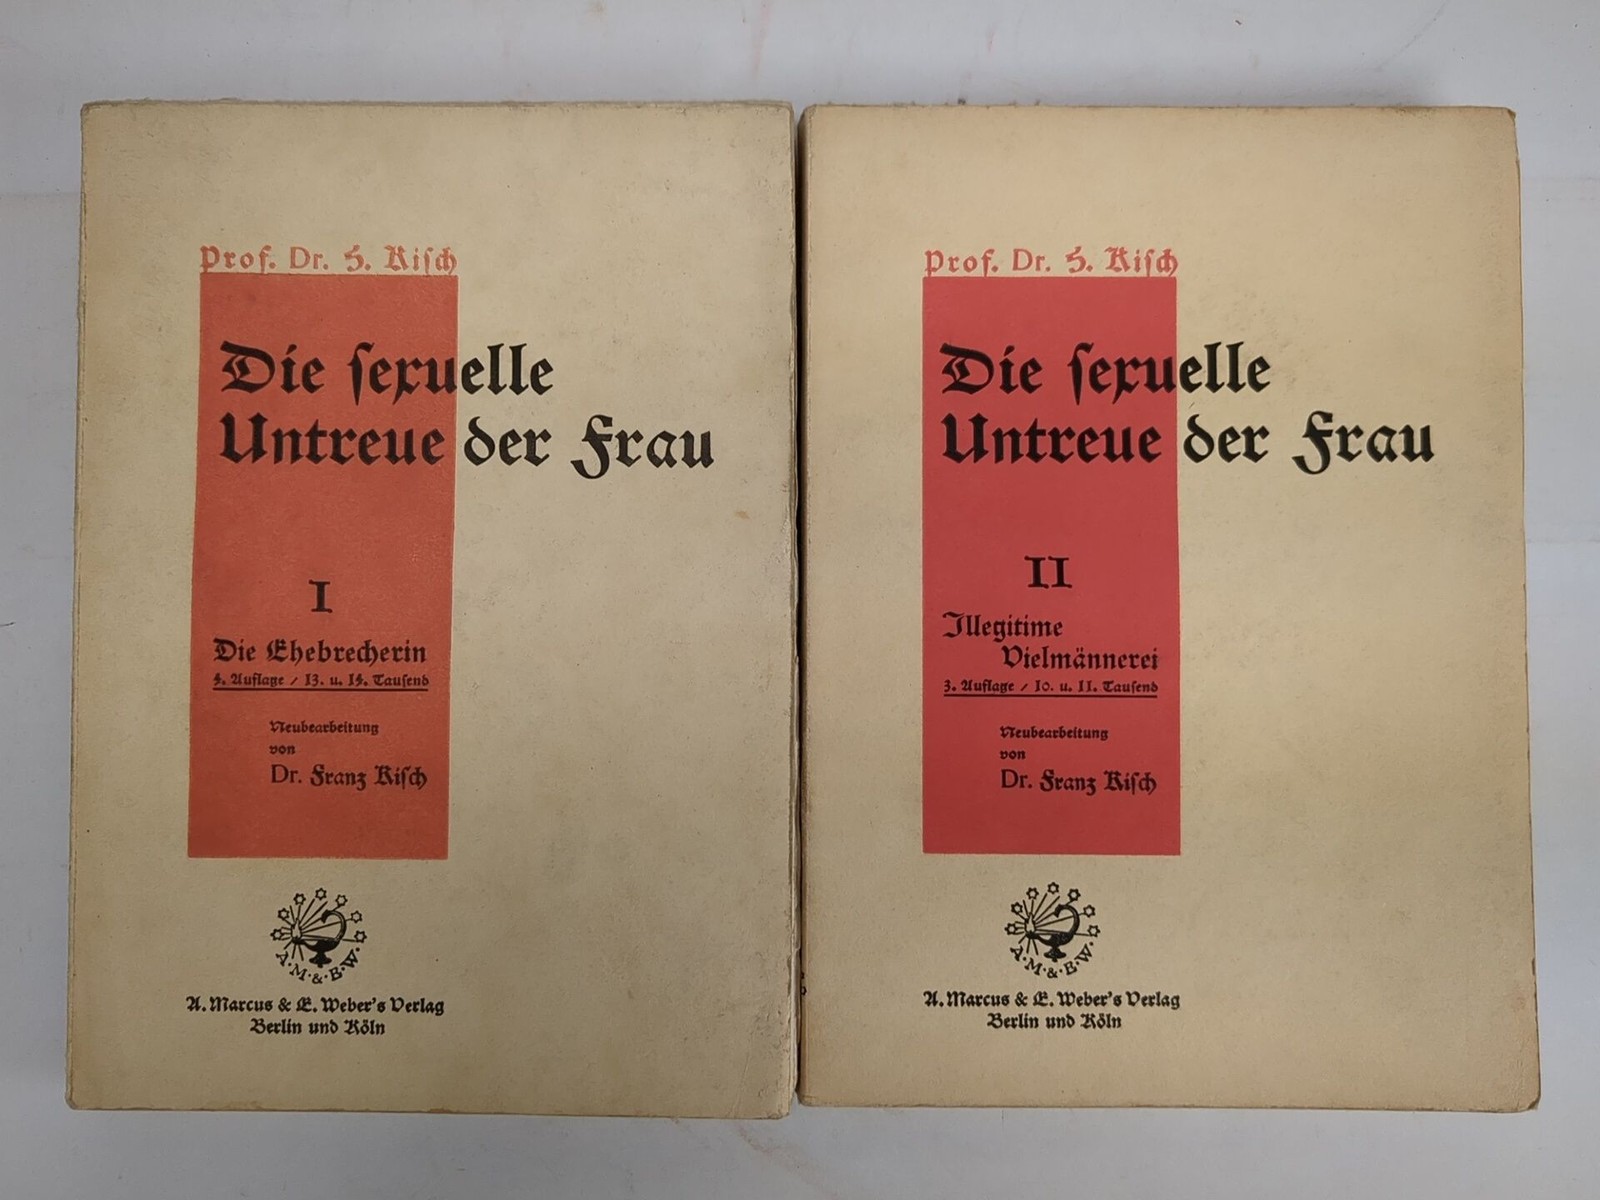 Prof. Dr. H. Kisch
Die sexuelle
Untreue der Frau
I
Die Ehebrecherin
4. Auflage / 13. u. 14. Tausend
Neubearbeitung
von
Dr. Franz Kisch
A. M. & E. W.
A. Marcus & E. Weber's Verlag
Berlin und Köln
Prof. Dr. H. Kisch
Die sexuelle
Untreue der Frau
II
Illegitime
Vielmännerei
3. Auflage / 10. u. 11. Tausend
Neubearbeitung
von
Dr. Franz Kisch
A. M. & E. W.
A. Marcus & E. Weber's Verlag
Berlin und Köln